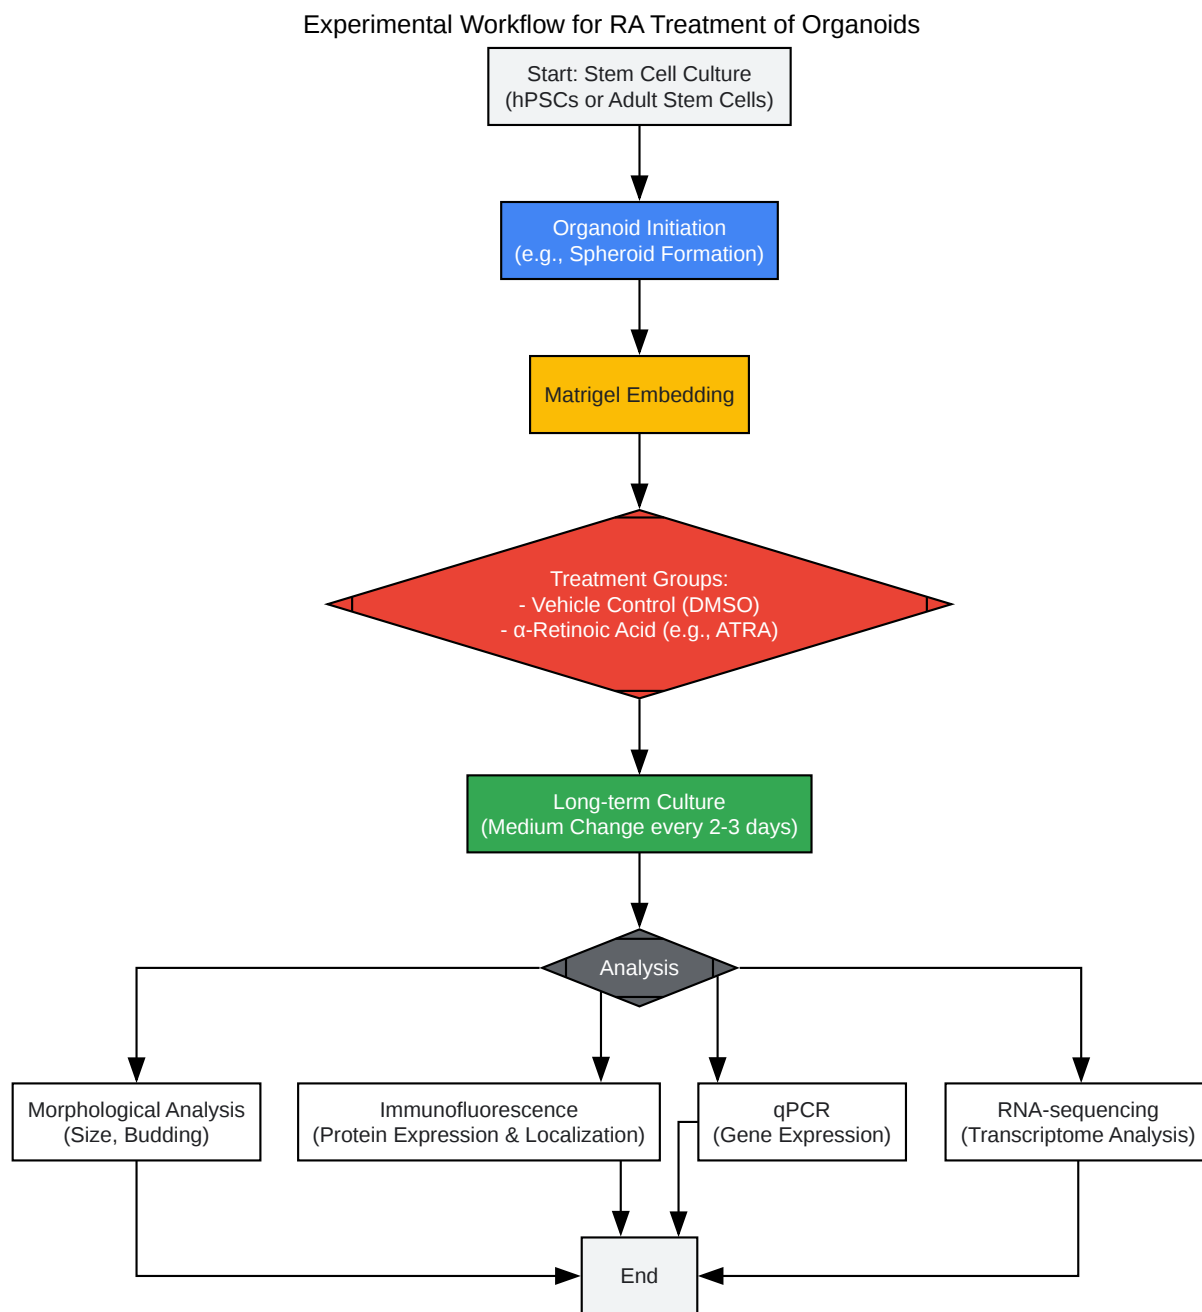 Experimental Workflow for RA Treatment of Organoids
Start: Stem Cell Culture
(hPSCs or Adult Stem Cells)
Organoid Initiation
(e.g., Spheroid Formation)
Matrigel Embedding
Treatment Groups:
- Vehicle Control (DMSO)
- α-Retinoic Acid (e.g., ATRA)
Long-term Culture
(Medium Change every 2-3 days)
Analysis
Morphological Analysis
(Size, Budding)
Immunofluorescence
(Protein Expression & Localization)
qPCR
(Gene Expression)
RNA-sequencing
(Transcriptome Analysis)
End